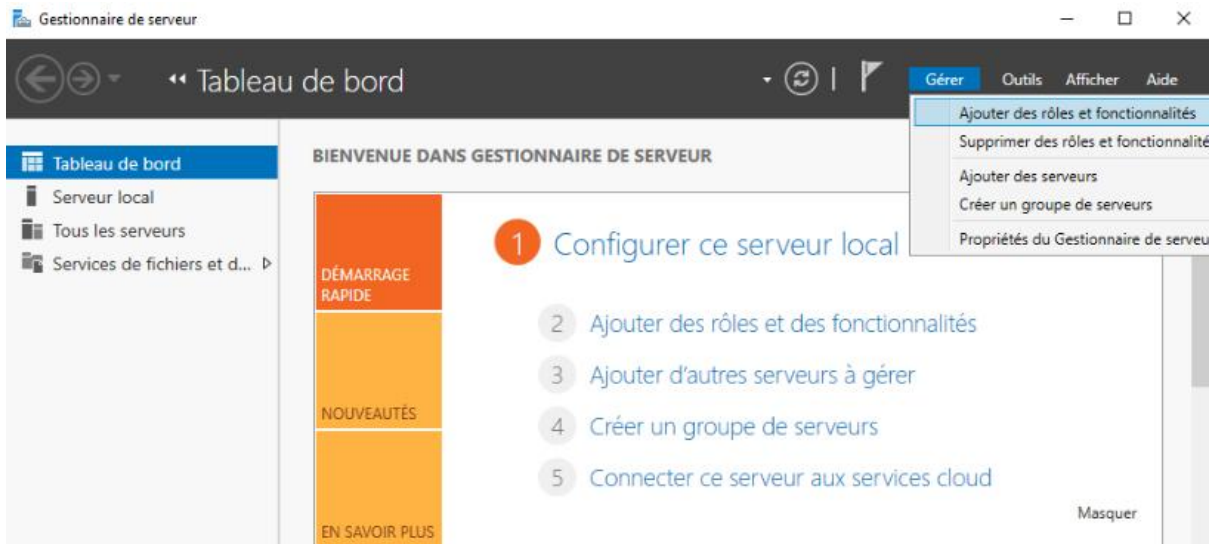 Gestionnaire de serveur
Tableau de bord
Gérer Outils Afficher Aide
Ajouter des rôles et fonctionnalités
Supprimer des rôles et fonctionnalité
Ajouter des serveurs
Créer un groupe de serveurs
Propriétés du Gestionnaire de serveu
Tableau de bord
Serveur local
Tous les serveurs
Services de fichiers et d...
BIENVENUE DANS GESTIONNAIRE DE SERVEUR
DÉMARRAGE
RAPIDE
NOUVEAUTÉS
EN SAVOIR PLUS
1 Configurer ce serveur local
2 Ajouter des rôles et des fonctionnalités
3 Ajouter d’autres serveurs à gérer
4 Créer un groupe de serveurs
5 Connecter ce serveur aux services cloud
Masquer